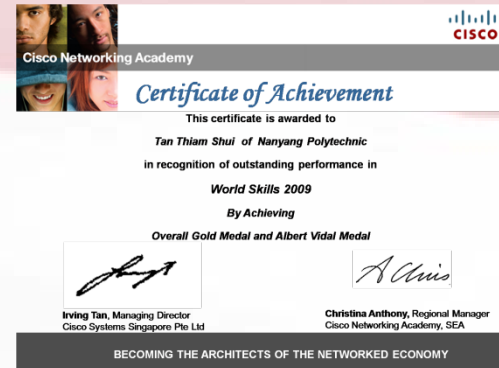 CISCO
Cisco Networking Academy
Certificate of Achievement
This certificate is awarded to
Tan Thiam Shui of Nanyang Polytechnic
in recognition of outstanding performance in
World Skills 2009
By Achieving
Overall Gold Medal and Albert Vidal Medal
Irving Tan, Managing Director
Cisco Systems Singapore Pte Ltd
Christina Anthony, Regional Manager
Cisco Networking Academy, SEA
BECOMING THE ARCHITECTS OF THE NETWORKED ECONOMY